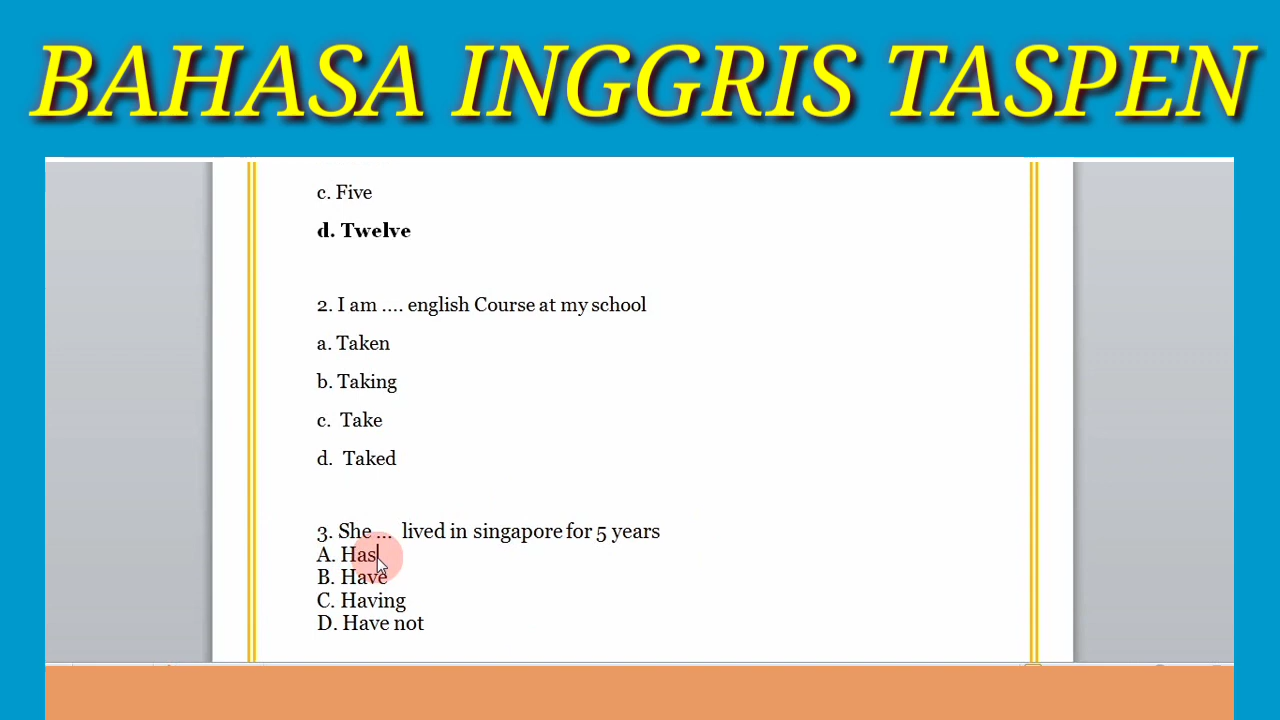 BAHASA INGGRIS TASPEN
c. Five
d. Twelve
2. I am .... english Course at my school
a. Taken
b. Taking
c. Take
d. Taked
3. She ... lived in singapore for 5 years
A. Has
B. Have
C. Having
D. Have not